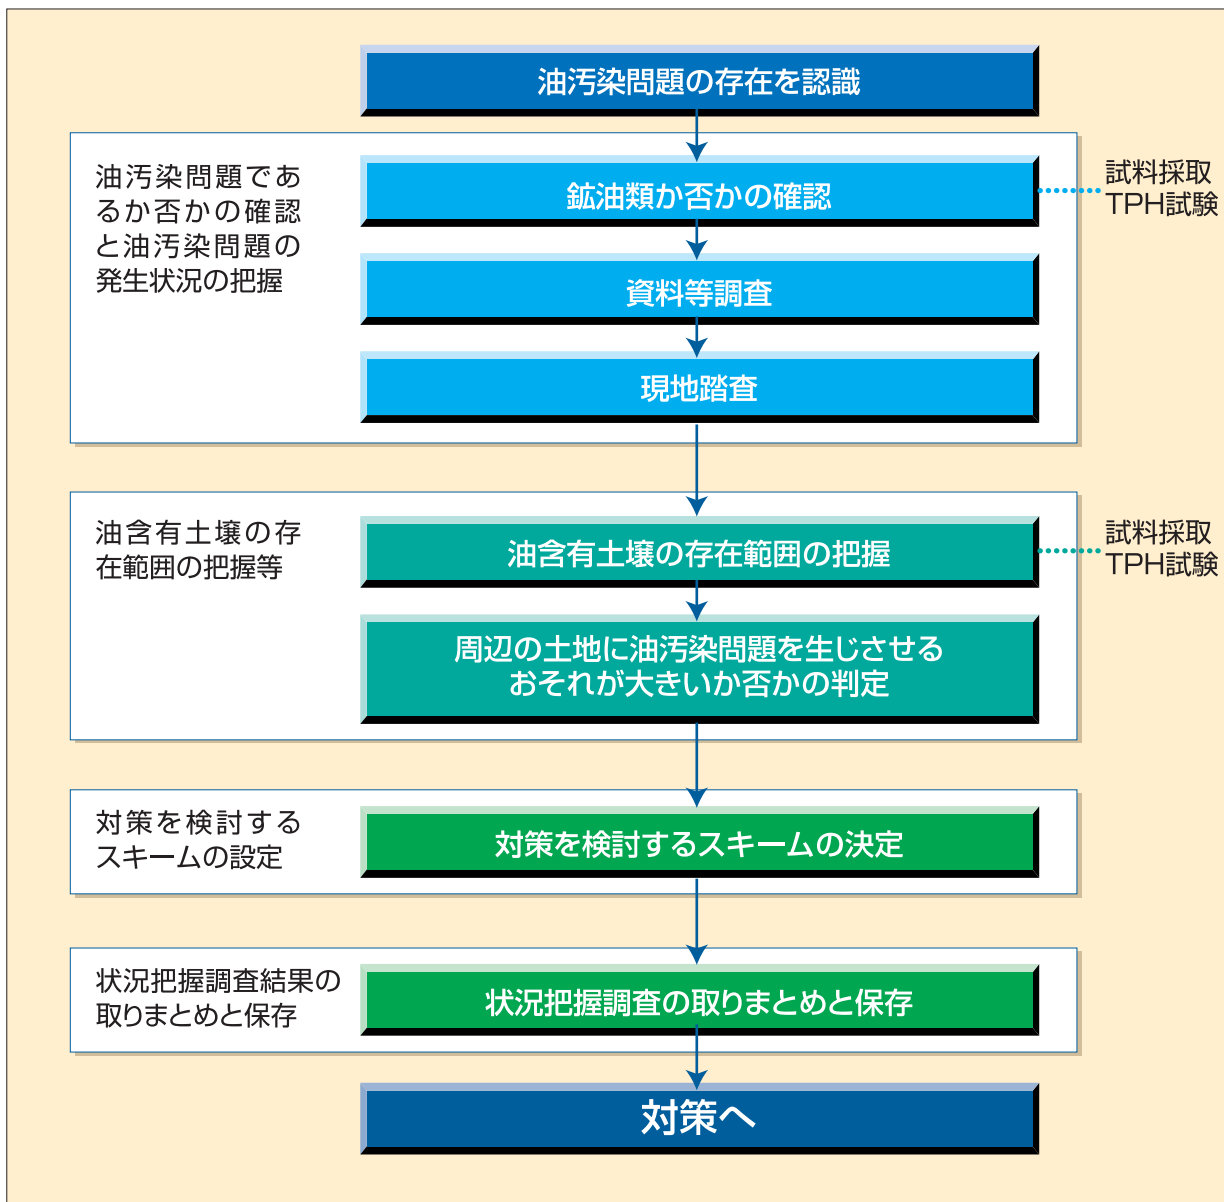 油汚染問題の存在を認識
油汚染問題であ
るか否かの確認
と油汚染問題の
発生状況の把握
鉱油類か否かの確認
試料採取
TPH試験
資料等調査
現地踏査
油含有土壌の存
在範囲の把握等
油含有土壌の存在範囲の把握
試料採取
TPH試験
周辺の土地に油汚染問題を生じさせる
おそれが大きいか否かの判定
対策を検討する
スキームの設定
対策を検討するスキームの決定
状況把握調査結果の
取りまとめと保存
状況把握調査の取りまとめと保存
対策へ